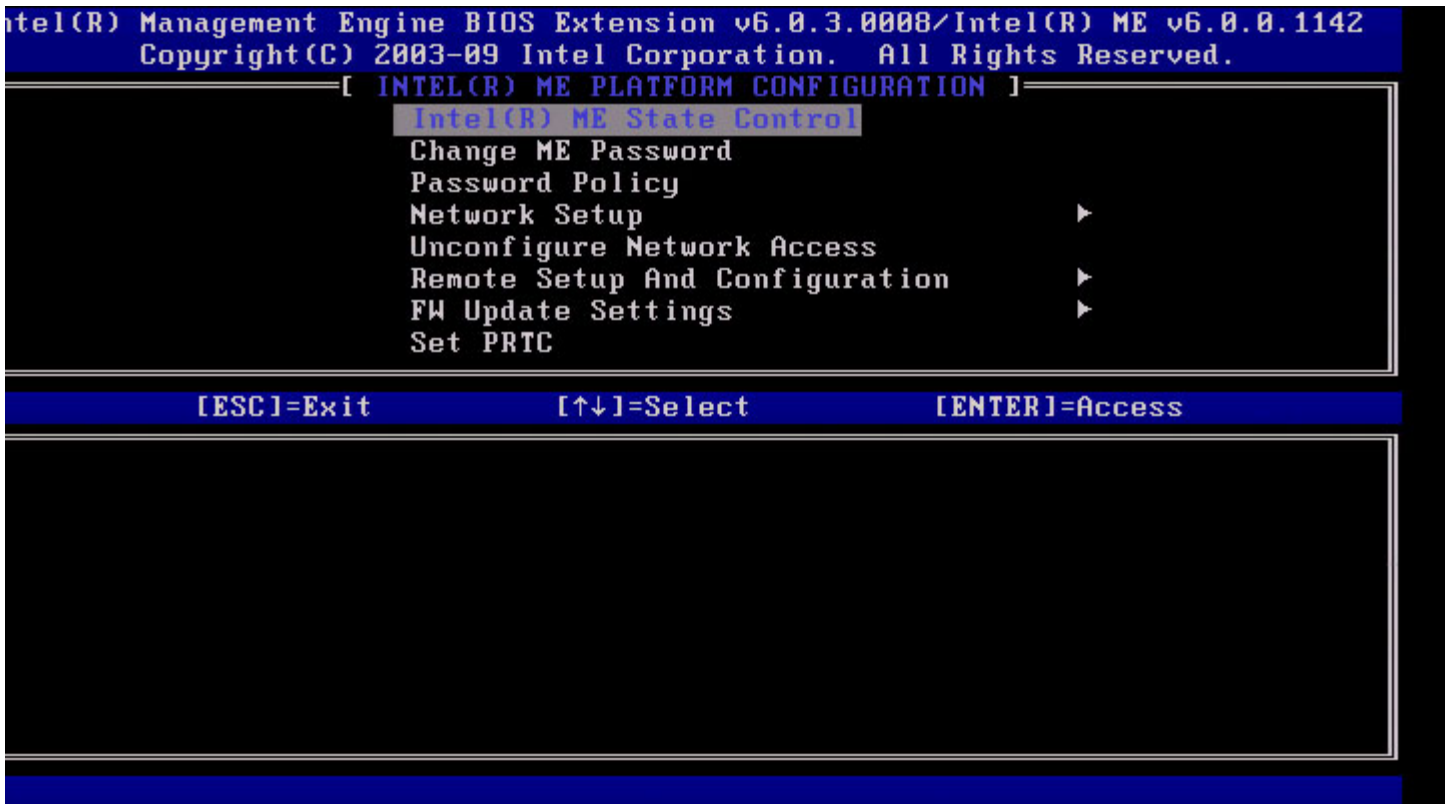 ntel(R) Management Engine BIOS Extension v6.0.3.0008/Intel(R) ME v6.0.0.1142
Copyright(C) 2003-09 Intel Corporation. All Rights Reserved.
[ INTEL(R) ME PLATFORM CONFIGURATION ]
Intel(R) ME State Control
Change ME Password
Password Policy
Network Setup ►
Unconfigure Network Access
Remote Setup And Configuration ►
FW Update Settings ►
Set PRTC
[ESC]=Exit [↑↓]=Select [ENTER]=Access